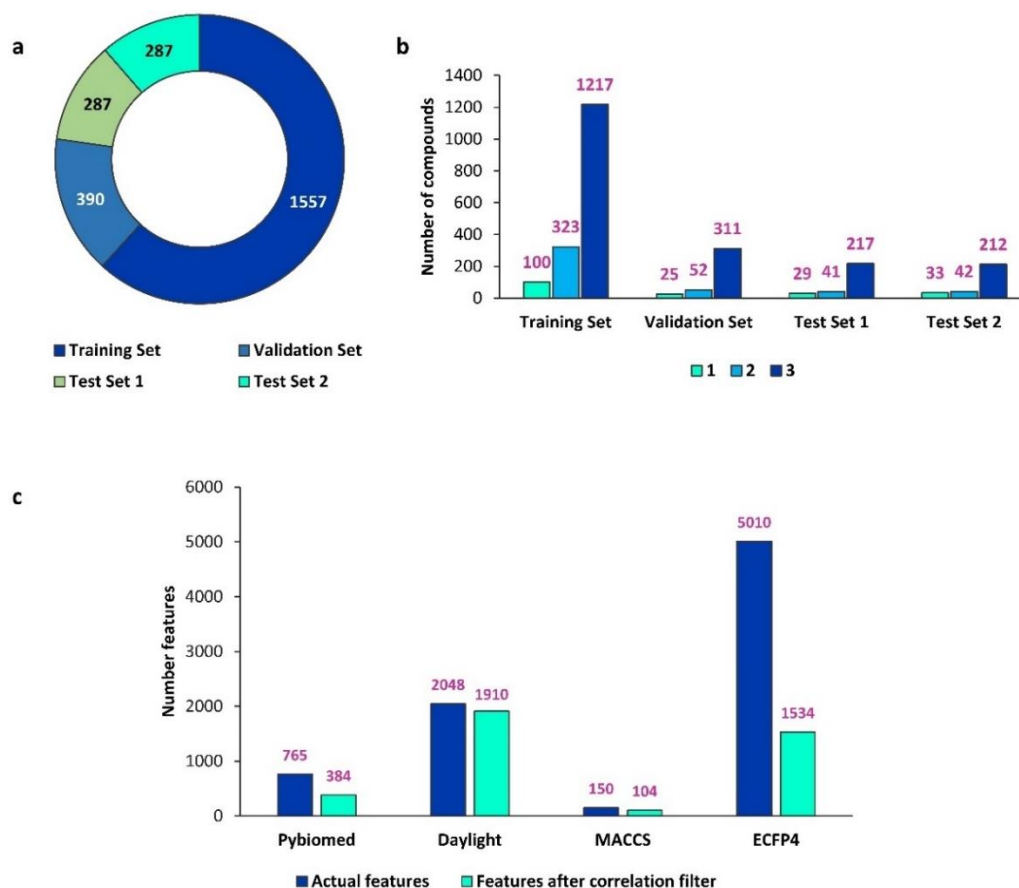 a
287
287
390
1557
Training Set
Validation Set
Test Set 1
Test Set 2
b
Number of compounds
1400
1200
1000
800
600
400
200
0
100
323
1217
25
52
311
29
41
217
33
42
212
Training Set
Validation Set
Test Set 1
Test Set 2
1
2
3
c
Number features
6000
5000
4000
3000
2000
1000
0
765
384
2048
1910
150
104
5010
1534
Pybiomed
Daylight
MACCS
ECFP4
Actual features
Features after correlation filter